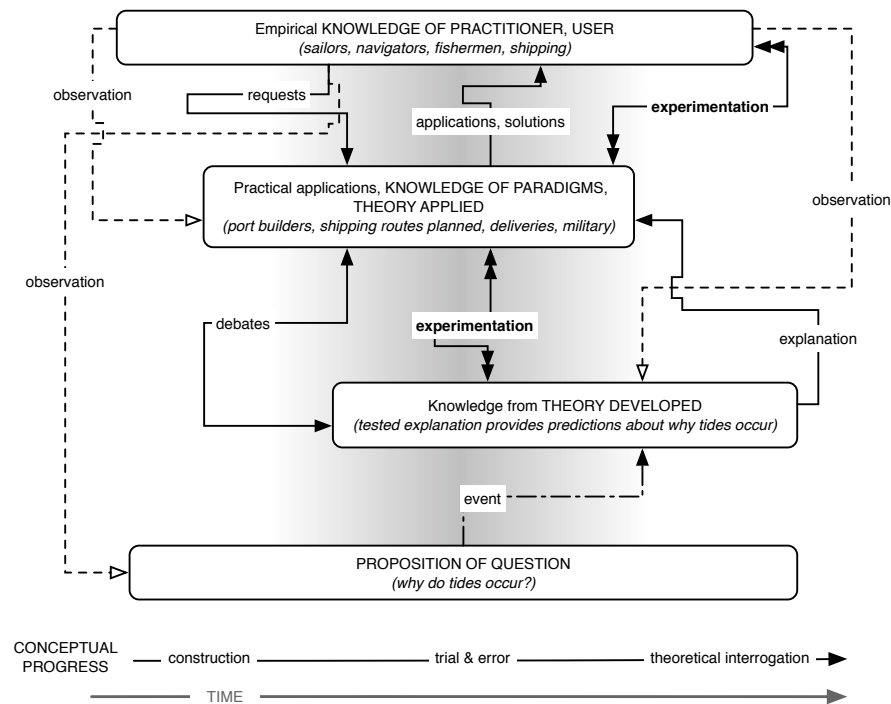 Empirical KNOWLEDGE OF PRACTITIONER, USER
(sailors, navigators, fishermen, shipping)
observation
requests
applications, solutions
experimentation
Practical applications, KNOWLEDGE OF PARADIGMS,
THEORY APPLIED
(port builders, shipping routes planned, deliveries, military)
observation
observation
debates
experimentation
explanation
Knowledge from THEORY DEVELOPED
(tested explanation provides predictions about why tides occur)
event
PROPOSITION OF QUESTION
(why do tides occur?)
CONCEPTUAL
PROGRESS
construction
trial & error
theoretical interrogation
TIME